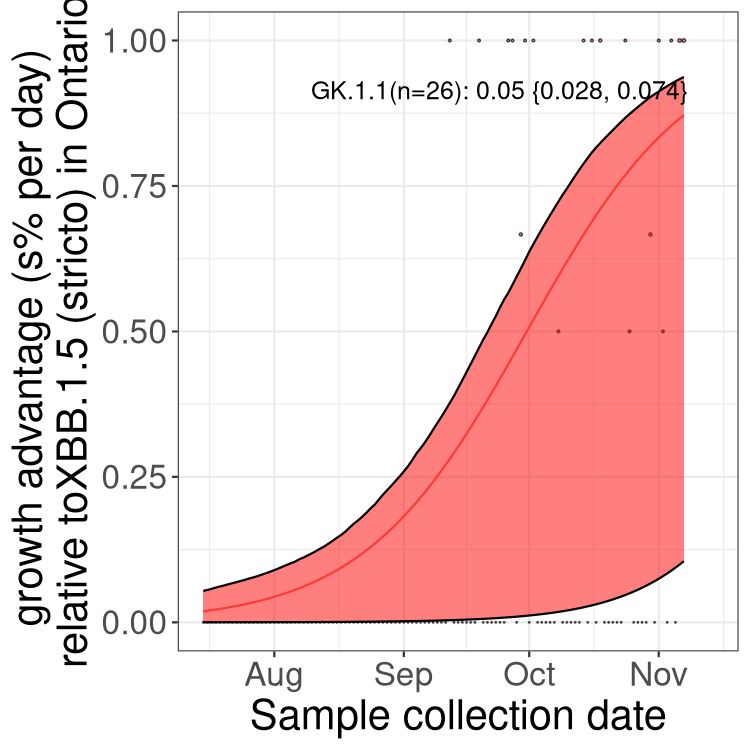 growth advantage (s% per day)
relative toXBB.1.5 (stricto) in Ontario
1.00
0.75
0.50
0.25
0.00
GK.1.1(n=26): 0.05 {0.028, 0.074}
Aug Sep Oct Nov
Sample collection date